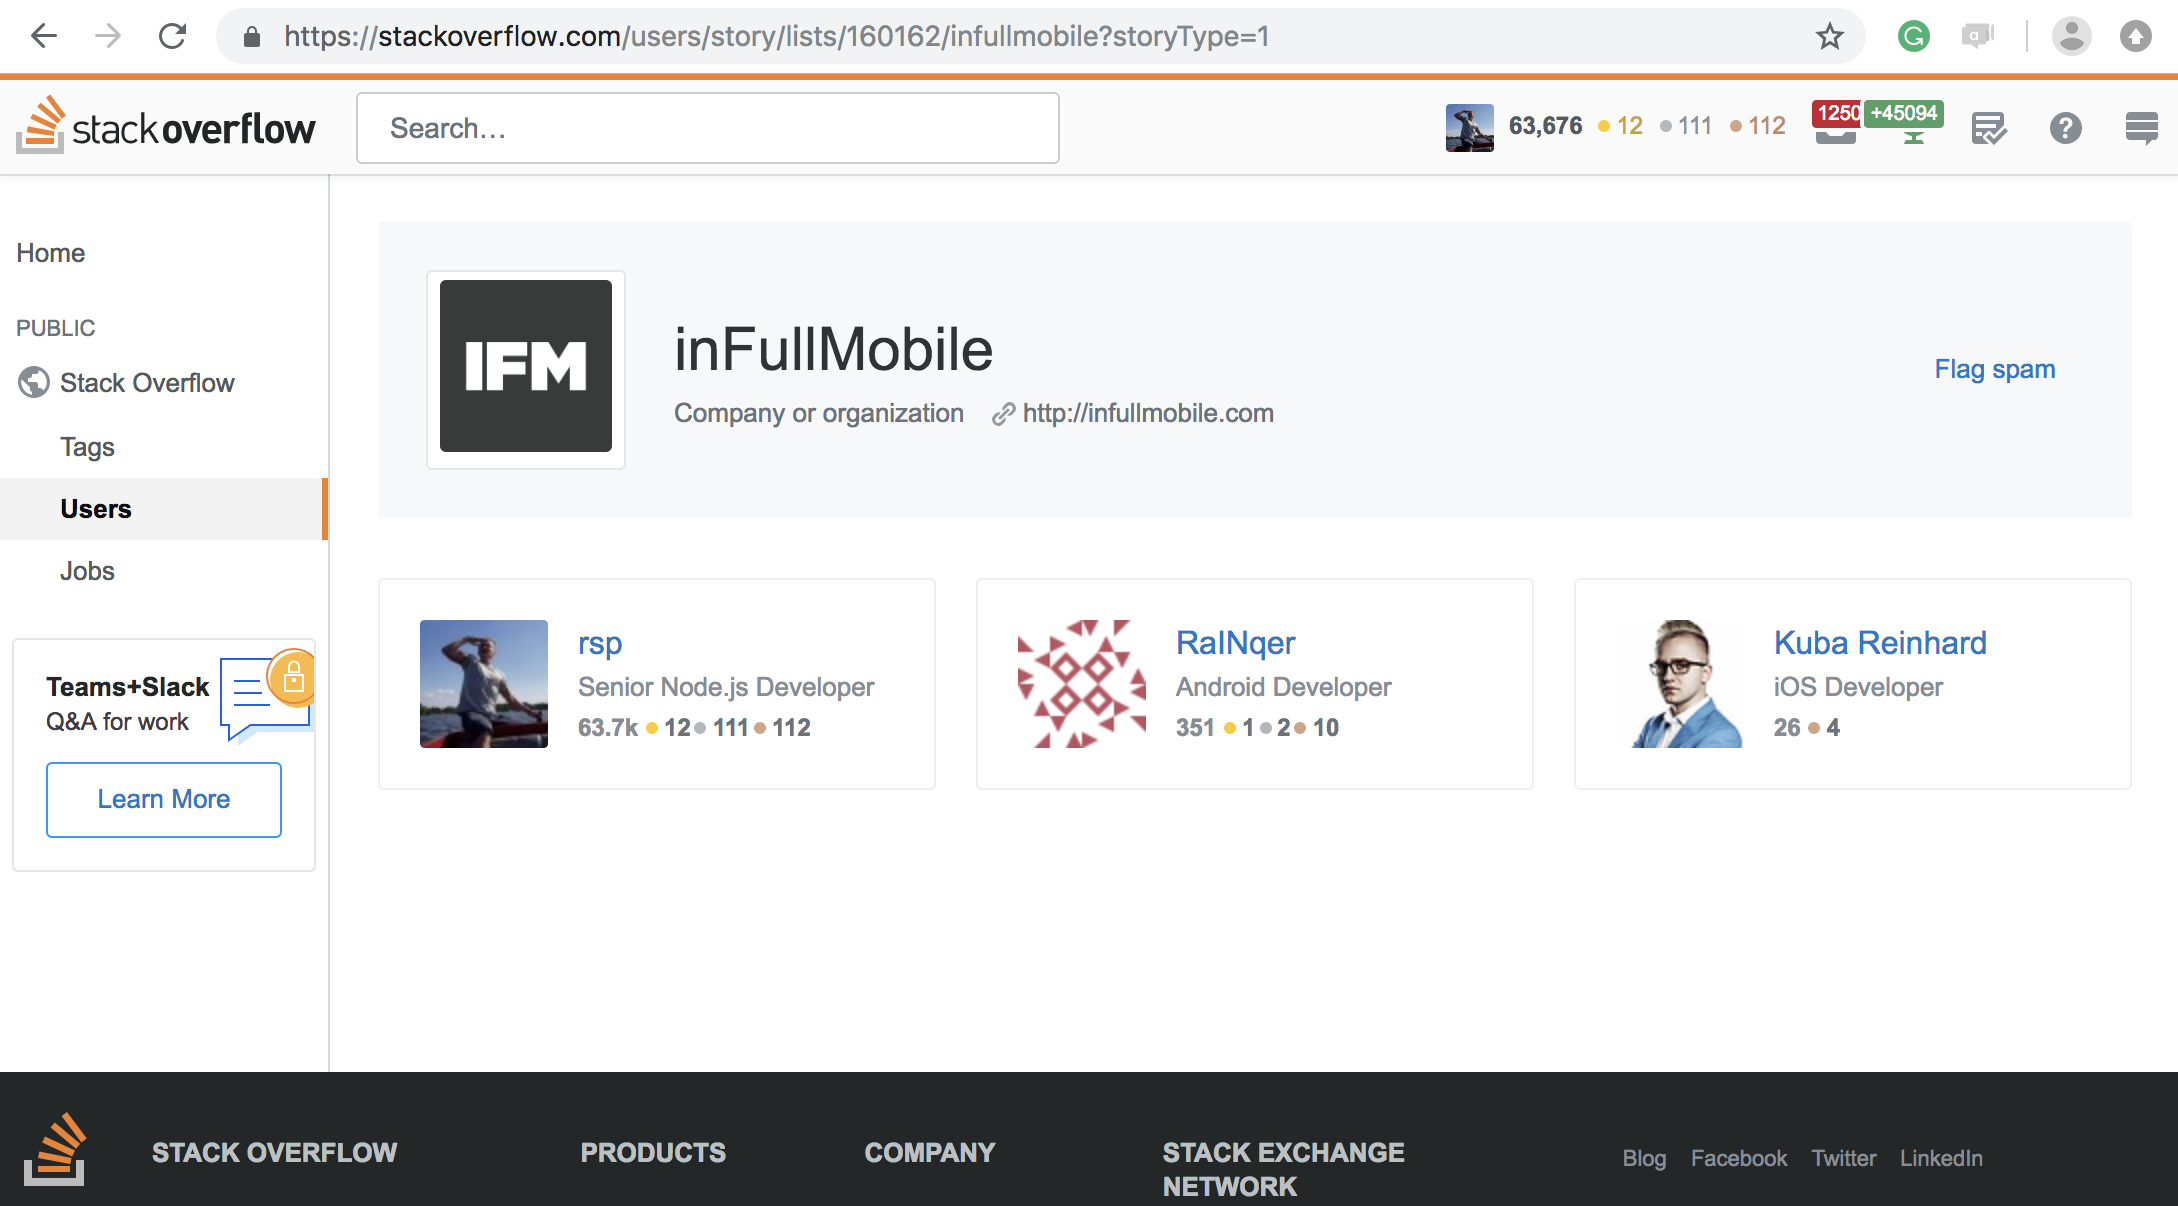 https://stackoverflow.com/users/story/lists/160162/infullmobile?storyType=1
stackoverflow
Search…
63,676 12 111 112
1250 +45094
Home
PUBLIC
Stack Overflow
Tags
Users
Jobs
Teams+Slack
Q&A for work
Learn More
IFM
inFullMobile
Company or organization http://infullmobile.com
Flag spam
rsp
Senior Node.js Developer
63.7k 12 111 112
RaINqer
Android Developer
351 1 2 10
Kuba Reinhard
iOS Developer
26 4
STACK OVERFLOW
PRODUCTS
COMPANY
STACK EXCHANGE
NETWORK
Blog Facebook Twitter LinkedIn